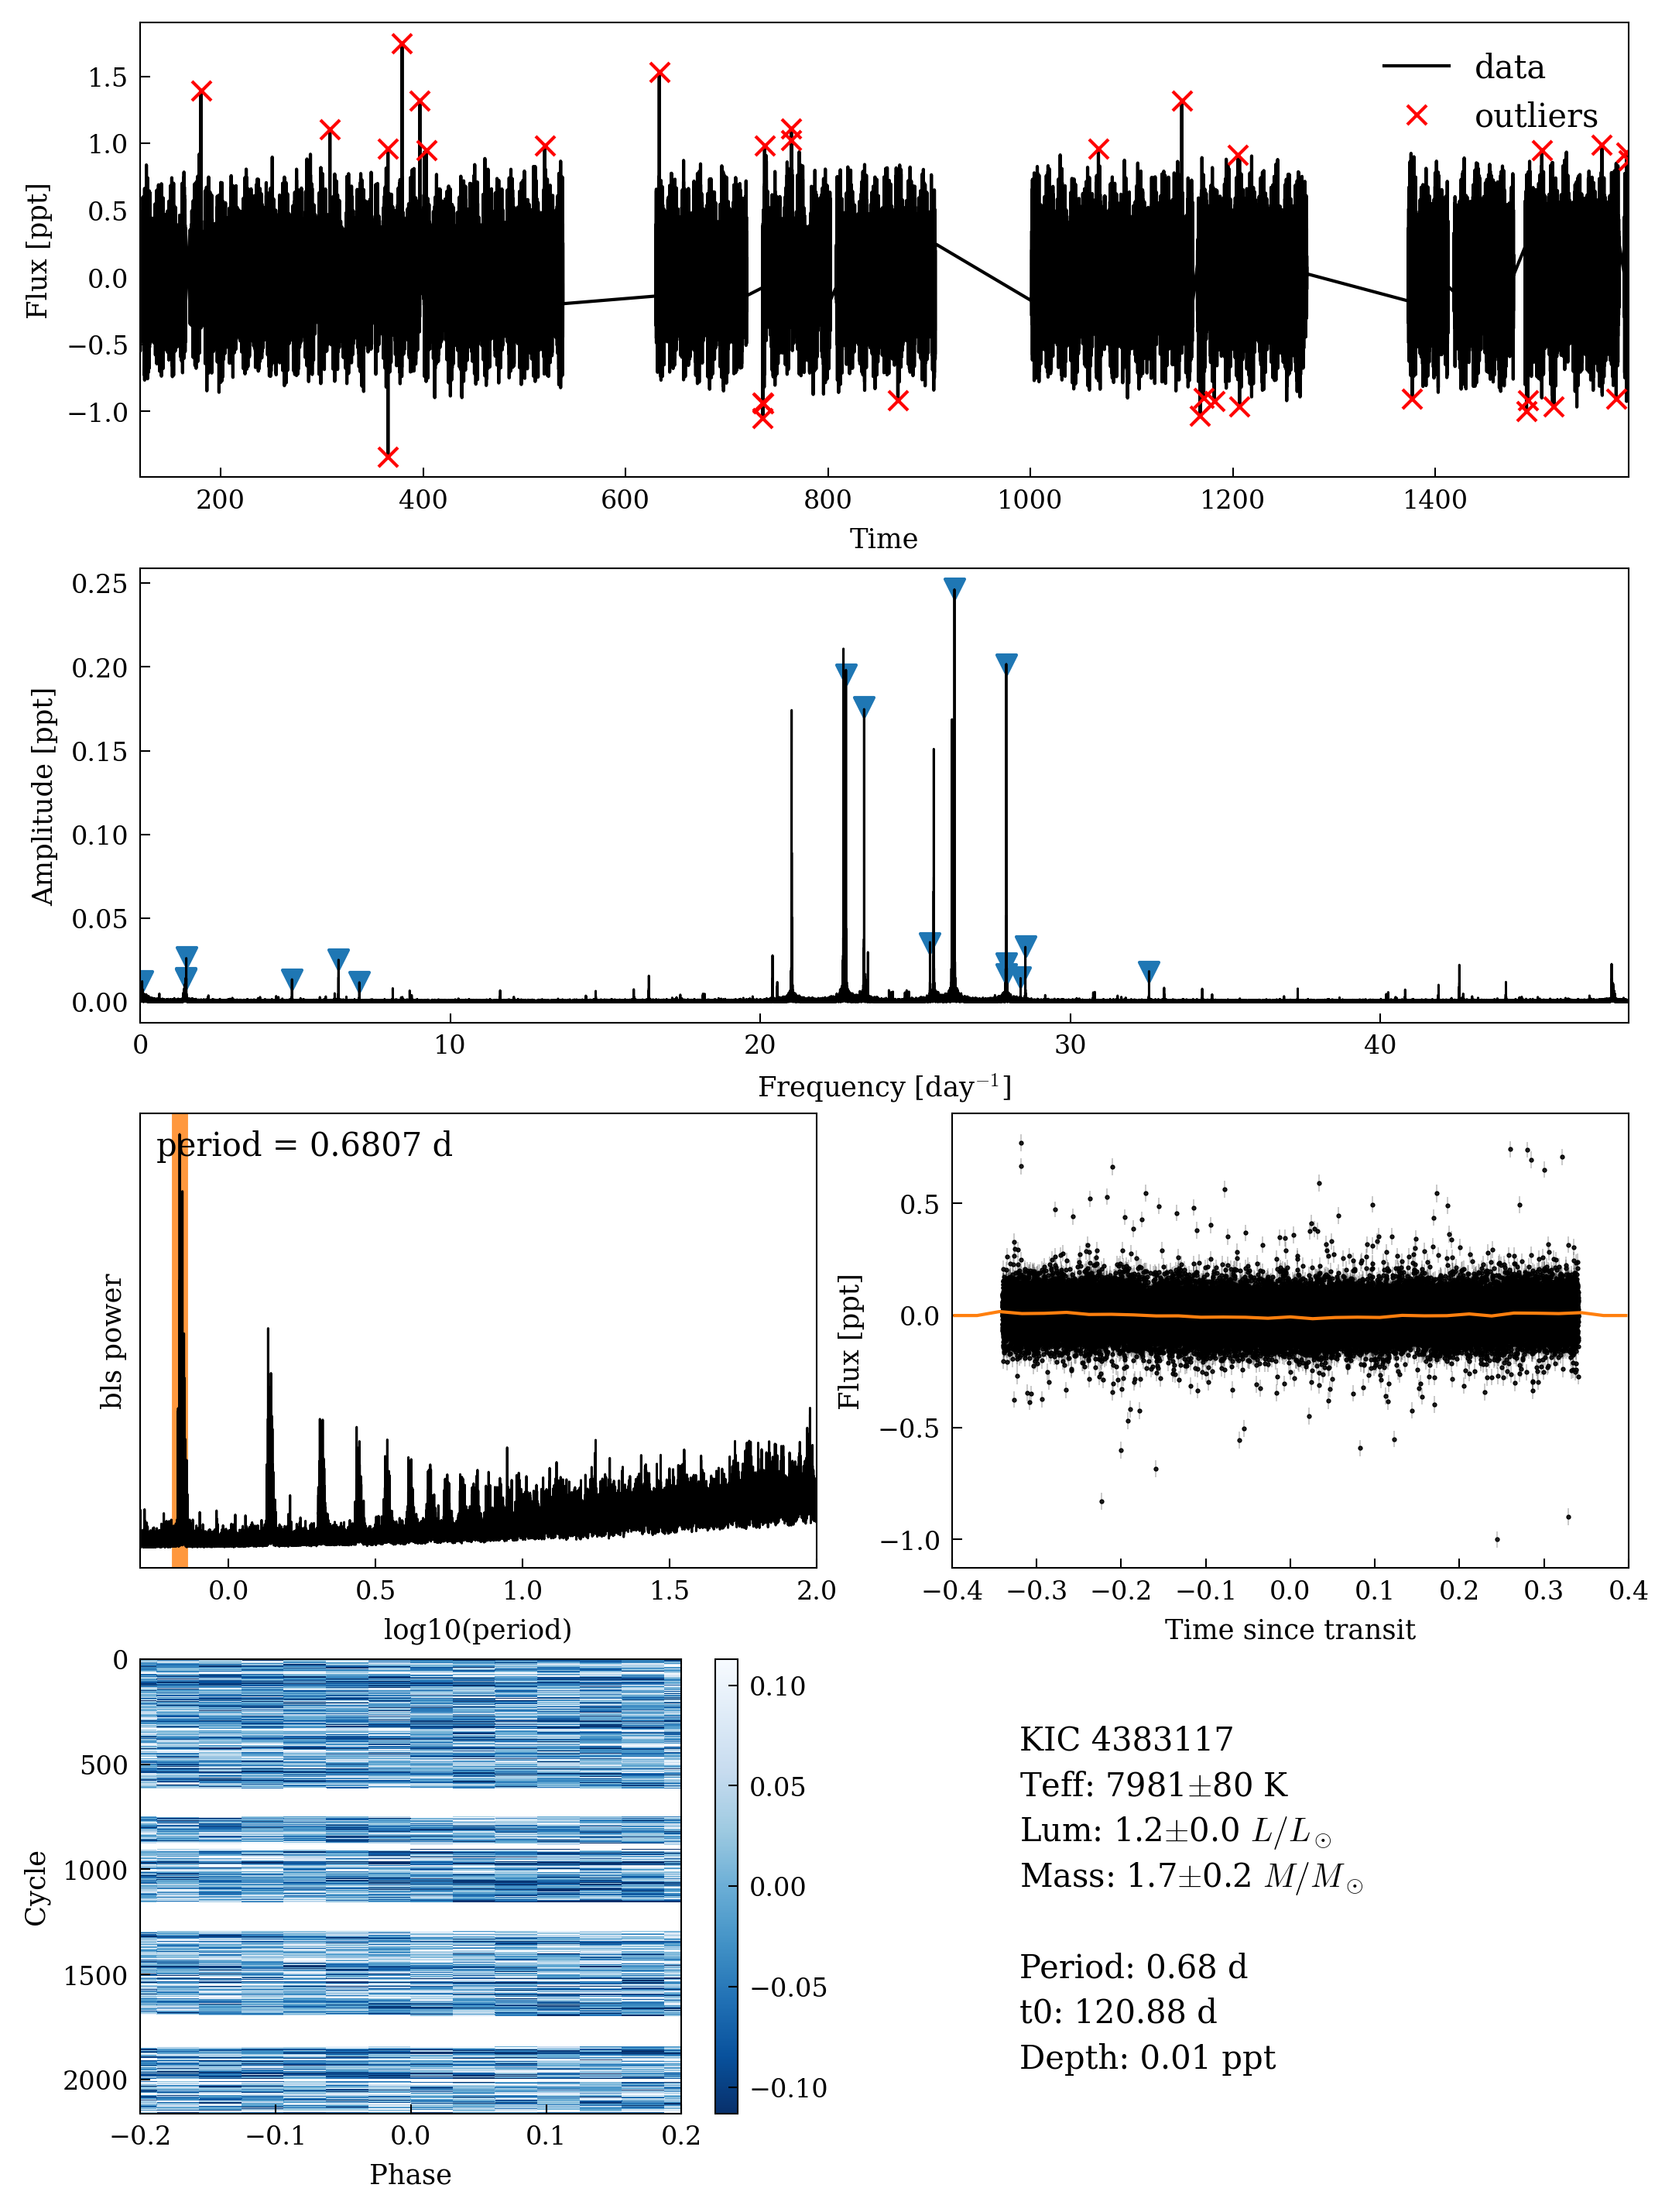 data
outliers
1.5
1.0
0.5
0.0
−0.5
−1.0
Flux [ppt]
200 400 600 800 1000 1200 1400
Time
0.25
0.20
0.15
0.10
0.05
0.00
Amplitude [ppt]
0 10 20 30 40
Frequency [day⁻¹]
period = 0.6807 d
bls power
0.0 0.5 1.0 1.5 2.0
log10(period)
0.5
0.0
−0.5
−1.0
Flux [ppt]
−0.4 −0.3 −0.2 −0.1 0.0 0.1 0.2 0.3 0.4
Time since transit
0
500
1000
1500
2000
Cycle
−0.2 −0.1 0.0 0.1 0.2
Phase
0.10
0.05
0.00
−0.05
−0.10
KIC 4383117
Teff: 7981±80 K
Lum: 1.2±0.0 L/L⊙
Mass: 1.7±0.2 M/M⊙
Period: 0.68 d
t0: 120.88 d
Depth: 0.01 ppt